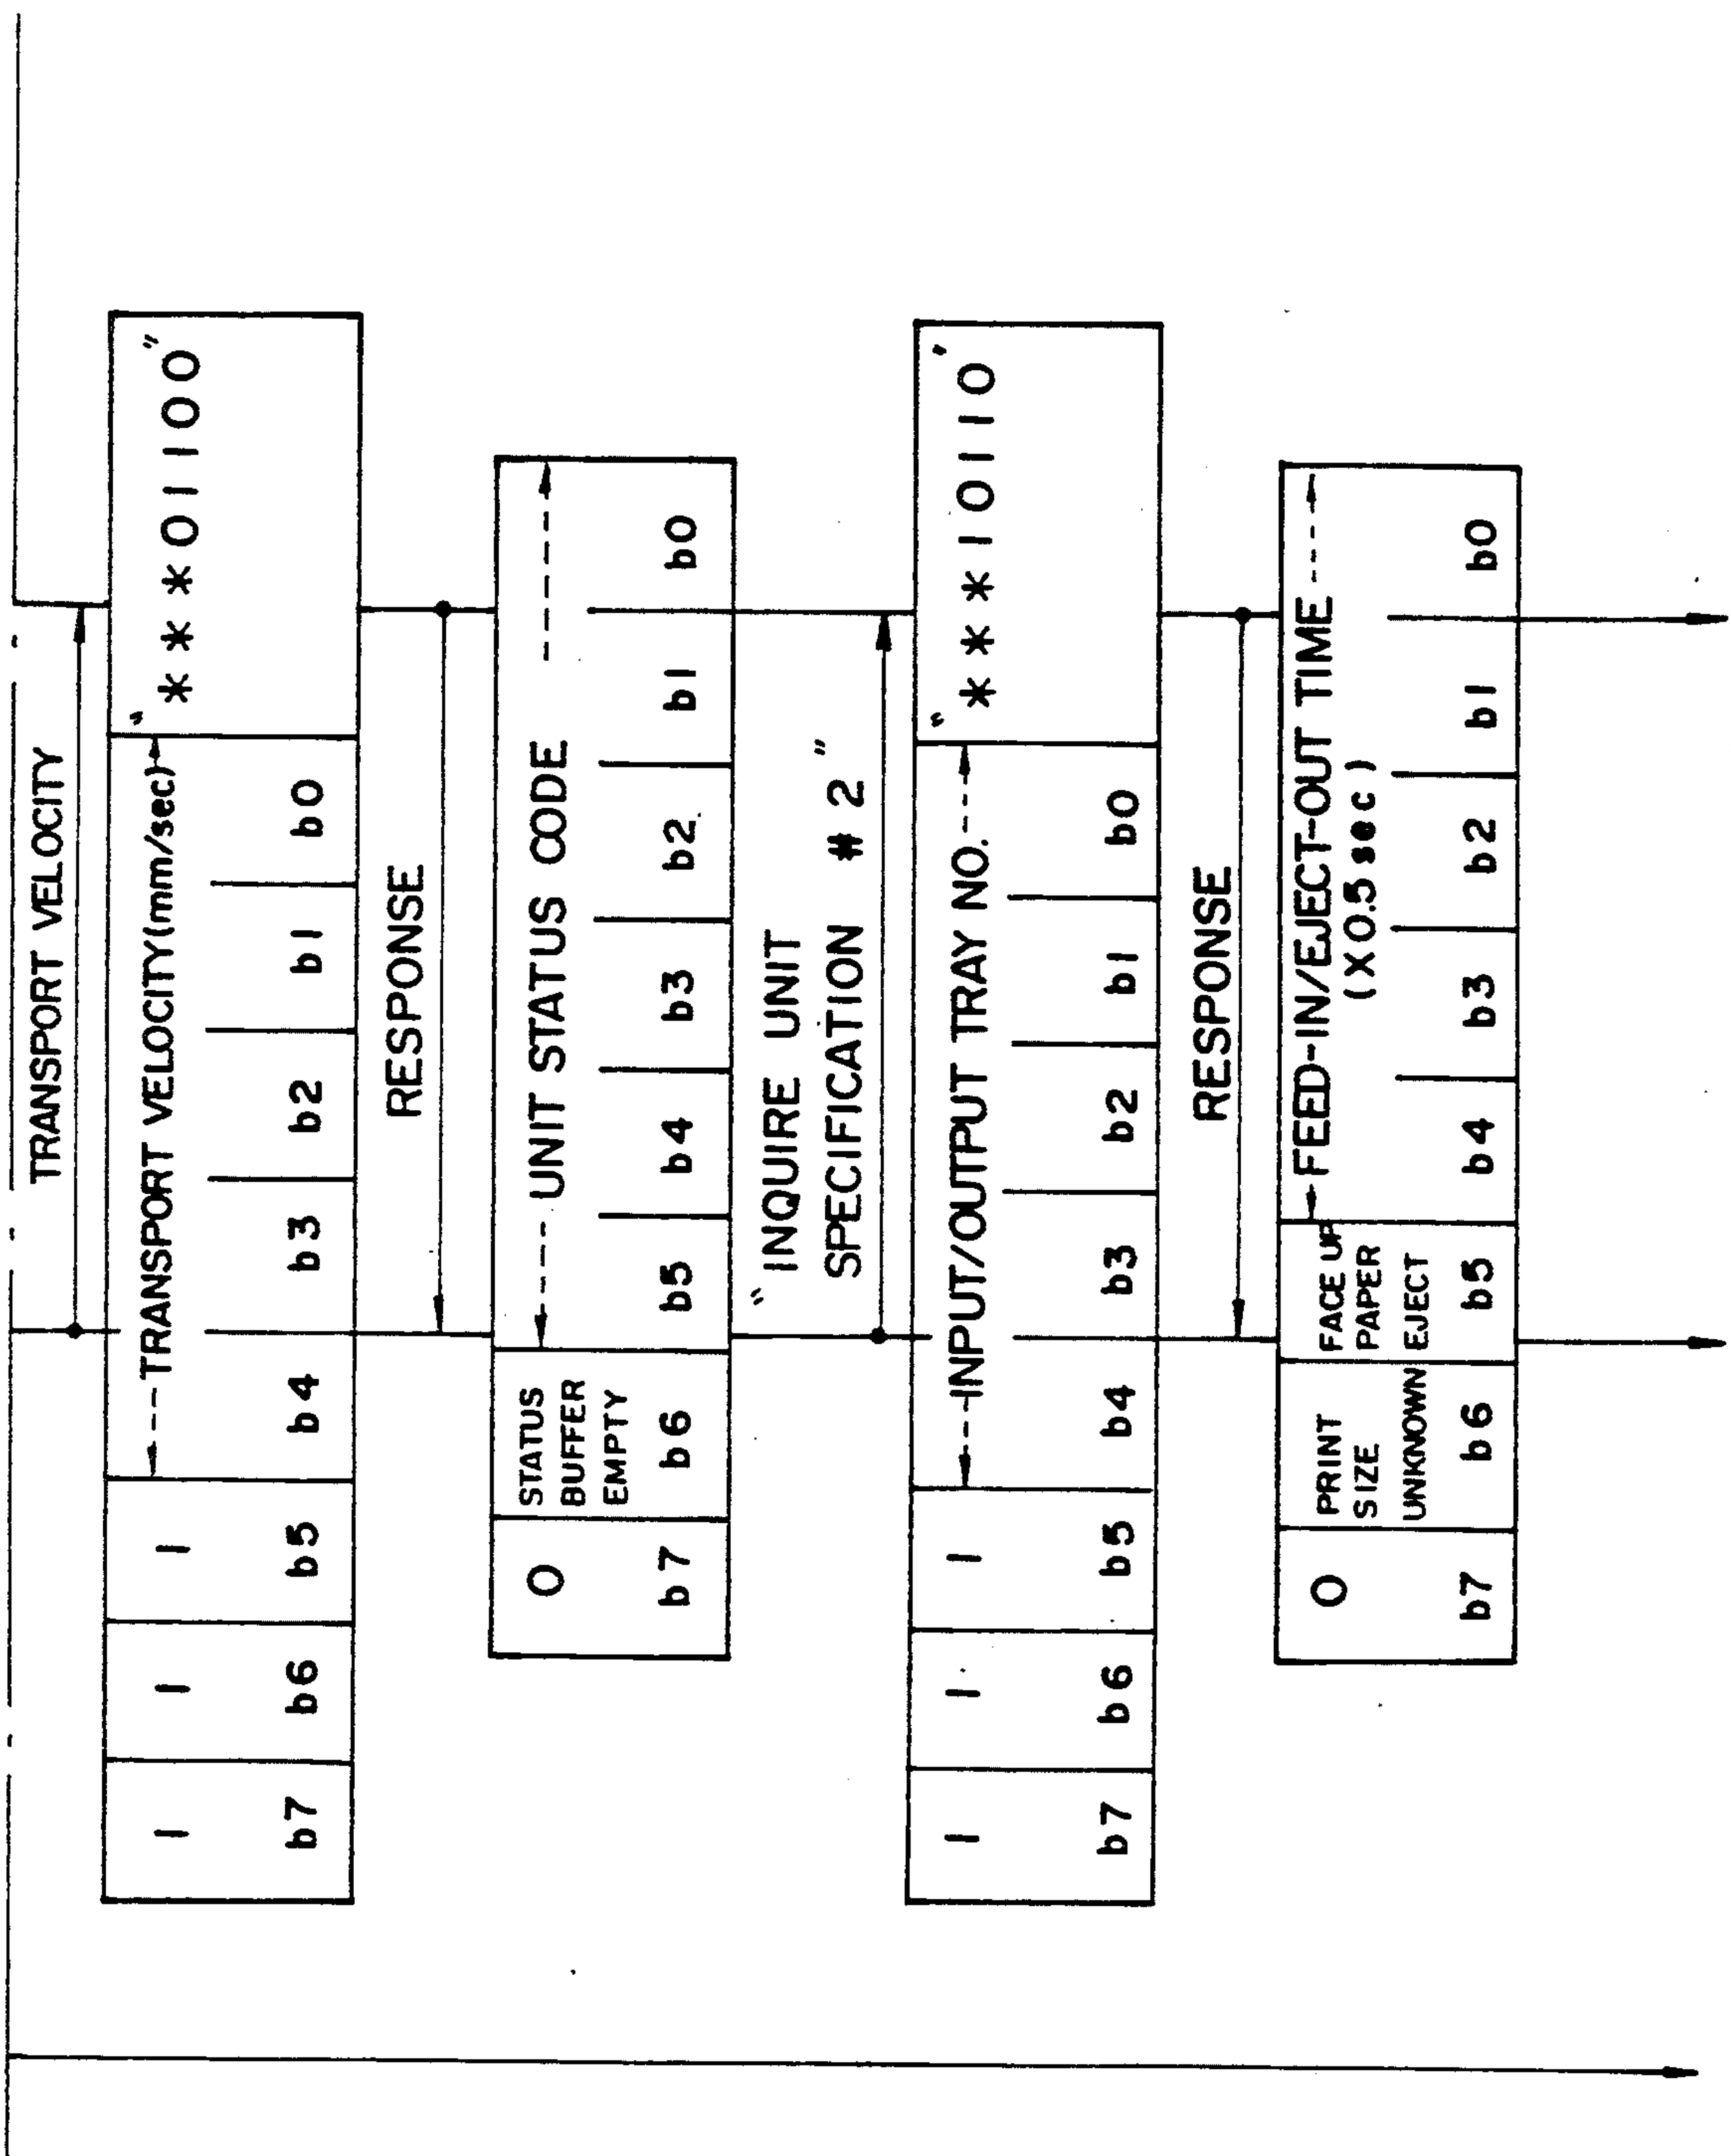 TRANSPORT VELOCITY
1 1 1 TRANSPORT VELOCITY(mm/sec) "***01100"
b7 b6 b5 b4 b3 b2 b1 b0
RESPONSE
0 STATUS BUFFER EMPTY UNIT STATUS CODE
b7 b6 b5 b4 b3 b2 b1 b0
"INQUIRE UNIT
SPECIFICATION #2"
1 1 1 INPUT/OUTPUT TRAY NO. "***10110"
b7 b6 b5 b4 b3 b2 b1 b0
RESPONSE
0 PRINT SIZE UNKNOWN FACE UP PAPER EJECT FEED-IN/EJECT-OUT TIME
(X0.5sec)
b7 b6 b5 b4 b3 b2 b1 b0